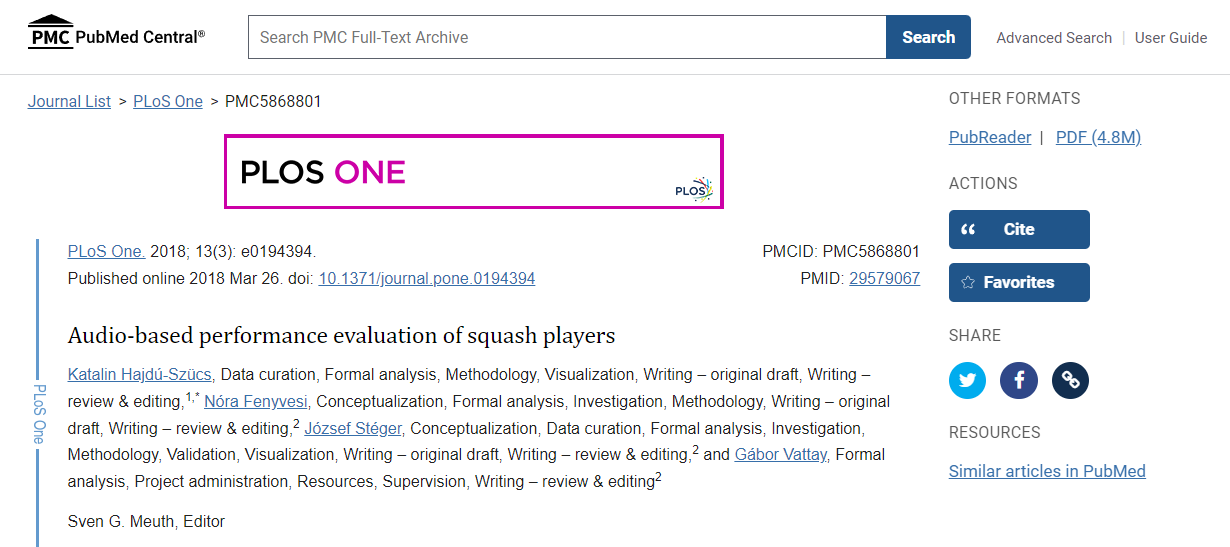 PMC PubMed Central®
Search PMC Full-Text Archive
Search
Advanced Search
User Guide
Journal List > PLoS One > PMC5868801
PLOS ONE
PLOS
PLoS One. 2018; 13(3): e0194394.
PMCID: PMC5868801
Published online 2018 Mar 26. doi: 10.1371/journal.pone.0194394
PMID: 29579067
Audio-based performance evaluation of squash players
Katalin Hajdú-Szücs, Data curation, Formal analysis, Methodology, Visualization, Writing – original draft, Writing –
review & editing,1,* Nóra Fenyvesi, Conceptualization, Formal analysis, Investigation, Methodology, Writing – original
draft, Writing – review & editing,2 József Stéger, Conceptualization, Data curation, Formal analysis, Investigation,
Methodology, Validation, Visualization, Writing – original draft, Writing – review & editing,2 and Gábor Vattay, Formal
analysis, Project administration, Resources, Supervision, Writing – review & editing2
Sven G. Meuth, Editor
PLoS One
OTHER FORMATS
PubReader | PDF (4.8M)
ACTIONS
Cite
Favorites
SHARE
RESOURCES
Similar articles in PubMed